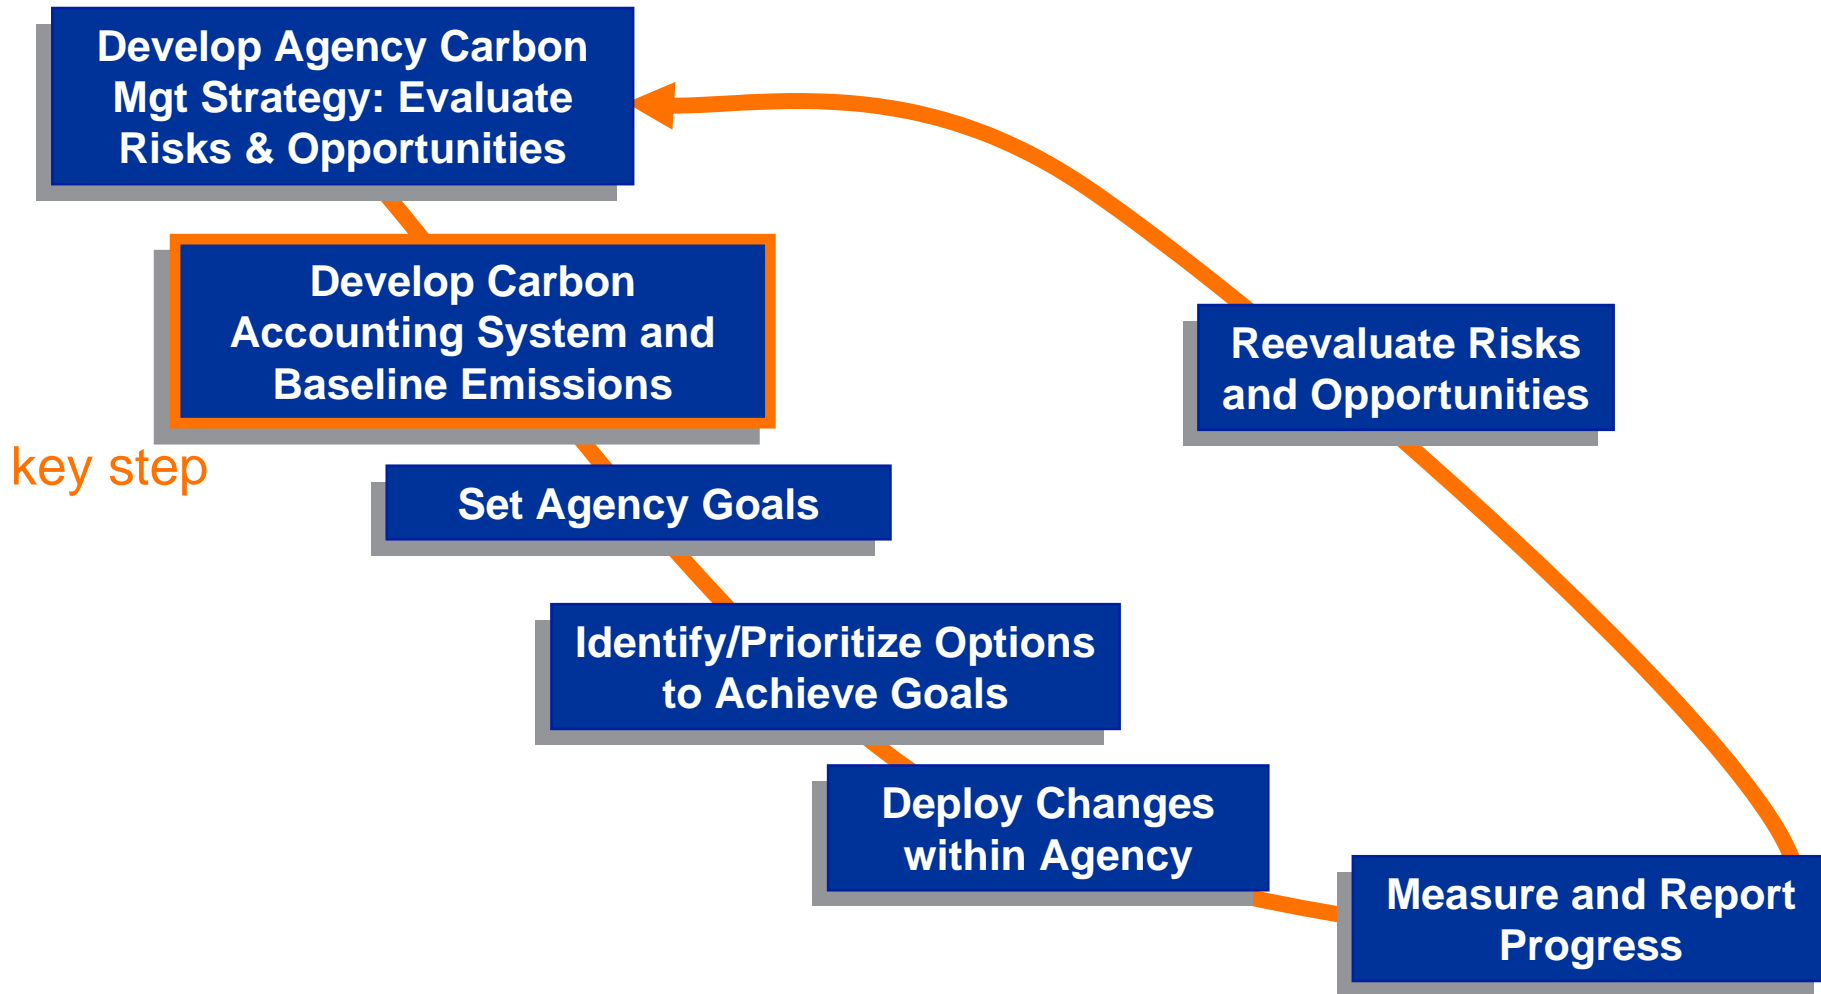 Develop Agency Carbon
Mgt Strategy: Evaluate
Risks & Opportunities
Develop Carbon
Accounting System and
Baseline Emissions
key step
Set Agency Goals
Identify/Prioritize Options
to Achieve Goals
Deploy Changes
within Agency
Measure and Report
Progress
Reevaluate Risks
and Opportunities